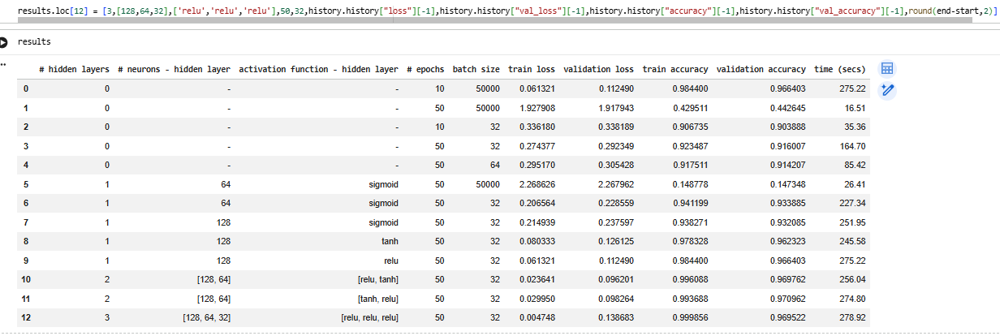 results.loc[12] = [3,[128,64,32],['relu','relu','relu'],50,32,history.history["loss"][-1],history.history["val_loss"][-1],history.history["accuracy"][-1],history.history["val_accuracy"][-1],round(end-start,2)]
results
# hidden layers # neurons - hidden layer activation function - hidden layer # epochs batch size train loss validation loss train accuracy validation accuracy time (secs)
0 0 - - 10 50000 0.061321 0.112490 0.984400 0.966403 275.22
1 0 - - 50 50000 1.927908 1.917943 0.429511 0.442645 16.51
2 0 - - 10 32 0.336180 0.338189 0.906735 0.903888 35.36
3 0 - - 50 32 0.274377 0.292349 0.923487 0.916007 164.70
4 0 - - 50 64 0.295170 0.305428 0.917511 0.914207 85.42
5 1 64 sigmoid 50 50000 2.268626 2.267962 0.148778 0.147348 26.41
6 1 64 sigmoid 50 32 0.206564 0.228559 0.941199 0.933885 227.34
7 1 128 sigmoid 50 32 0.214939 0.237597 0.938271 0.932085 251.95
8 1 128 tanh 50 32 0.080333 0.126125 0.978328 0.962323 245.58
9 1 128 relu 50 32 0.061321 0.112490 0.984400 0.966403 275.22
10 2 [128, 64] [relu, tanh] 50 32 0.023641 0.096201 0.996088 0.969762 256.04
11 2 [128, 64] [tanh, relu] 50 32 0.029950 0.098264 0.993688 0.970962 274.80
12 3 [128, 64, 32] [relu, relu, relu] 50 32 0.004748 0.138683 0.999856 0.969522 278.92